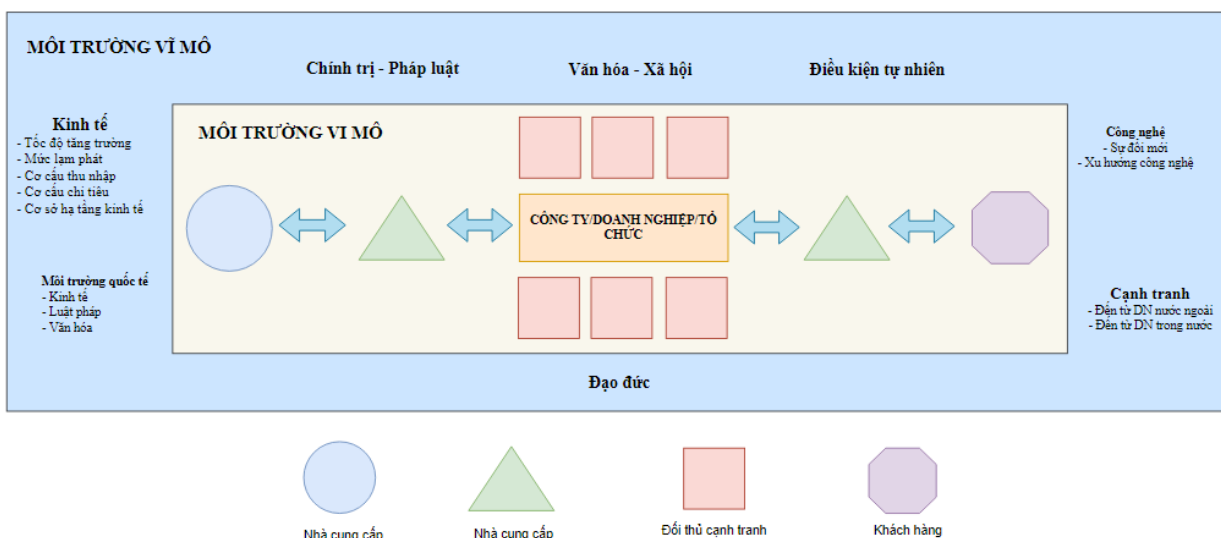 MÔI TRƯỜNG VĨ MÔ
Chính trị - Pháp luật
Văn hóa - Xã hội
Điều kiện tự nhiên
Kinh tế
- Tốc độ tăng trường
- Mức lạm phát
- Cơ cấu thu nhập
- Cơ cấu chi tiêu
- Cơ sở hạ tầng kinh tế
Môi trường quốc tế
- Kinh tế
- Luật pháp
- Văn hóa
MÔI TRƯỜNG VI MÔ
CÔNG TY/DOANH NGHIỆP/TỔ
CHỨC
Công nghệ
- Sự đổi mới
- Xu hướng công nghệ
Cạnh tranh
- Đến từ DN nước ngoài
- Đến từ DN trong nước
Đạo đức
Nhà cung cấp
Nhà cung cấp
Đối thủ cạnh tranh
Khách hàng